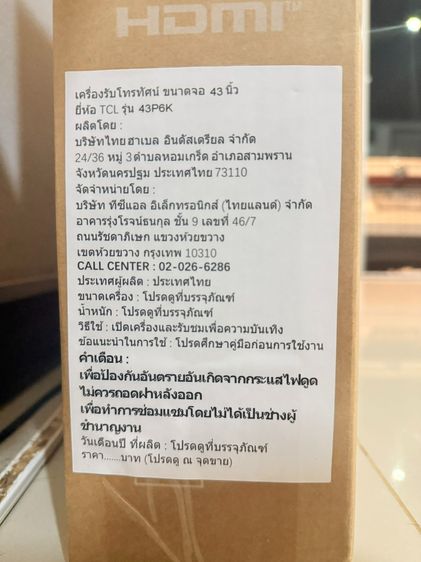 HDMI™
เครื่องรับโทรทัศน์ ขนาดจอ 43 นิ้ว
ยี่ห้อ TCL รุ่น 43P6K
ผลิตโดย :
บริษัทไทยฮาเบล อินดัสเตรียล จำกัด
24/36 หมู่ 3 ตำบลหอมเกร็ด อำเภอสามพราน
จังหวัดนครปฐม ประเทศไทย 73110
จัดจำหน่ายโดย :
บริษัท ทีซีแอล อิเล็กทรอนิกส์ (ไทยแลนด์) จำกัด
อาคารรุ่งโรจน์ธนกุล ชั้น 9 เลขที่ 46/7
ถนนรัชดาภิเษก แขวงห้วยขวาง
เขตห้วยขวาง กรุงเทพ 10310
CALL CENTER : 02-026-6286
ประเทศผู้ผลิต : ประเทศไทย
ขนาดเครื่อง : โปรดดูที่บรรจุภัณฑ์
น้ำหนัก : โปรดดูที่บรรจุภัณฑ์
วิธีใช้ : เปิดเครื่องและรับชมเพื่อความบันเทิง
ข้อแนะนำในการใช้ : โปรดศึกษาคู่มือก่อนการใช้งาน
คำเตือน :
เพื่อป้องกันอันตรายอันเกิดจากกระแสไฟดูด
ไม่ควรถอดฝาหลังออก
เพื่อทำการซ่อมแซมโดยไม่ได้เป็นช่างผู้
ชำนาญงาน
วันเดือนปี ที่ผลิต : โปรดดูที่บรรจุภัณฑ์
ราคา.......บาท (โปรดดู ณ จุดขาย)